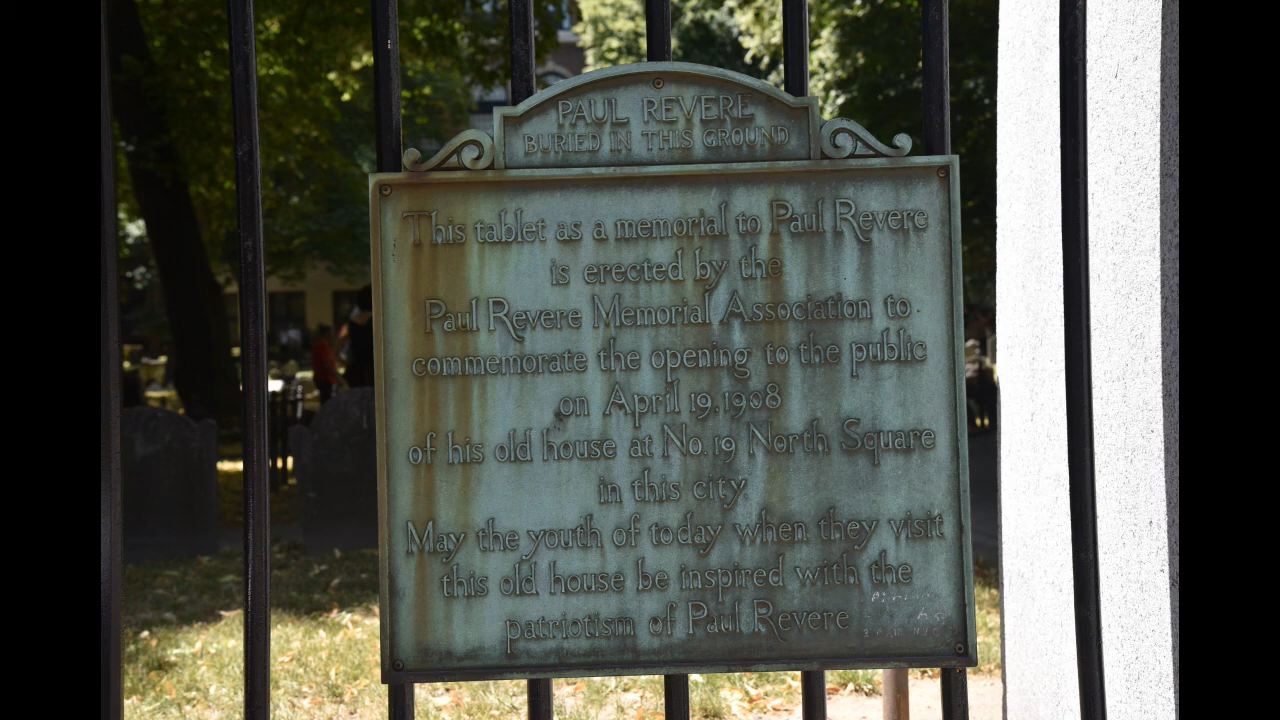 PAUL REVERE
BURIED IN THIS GROUND
This tablet as a memorial to Paul Revere
is erected by the
Paul Revere Memorial Association to
commemorate the opening to the public
on April 19, 1908
of his old house at No. 19 North Square
in this city.
May the youth of today when they visit
this old house be inspired with the
patriotism of Paul Revere